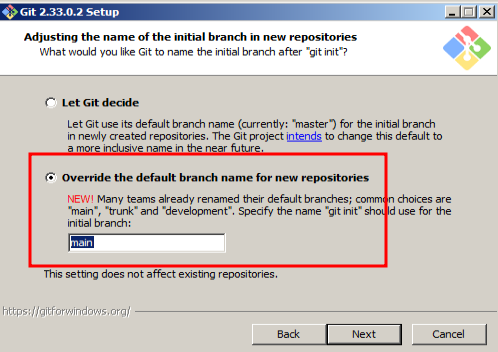 Git 2.33.0.2 Setup
Adjusting the name of the initial branch in new repositories
What would you like Git to name the initial branch after "git init"?
Let Git decide
Let Git use its default branch name (currently: "master") for the initial branch
in newly created repositories. The Git project intends to change this default to
a more inclusive name in the near future.
Override the default branch name for new repositories
NEW! Many teams already renamed their default branches; common choices are
"main", "trunk" and "development". Specify the name "git init" should use for the
initial branch:
main
This setting does not affect existing repositories.
https://gitforwindows.org/
Back
Next
Cancel